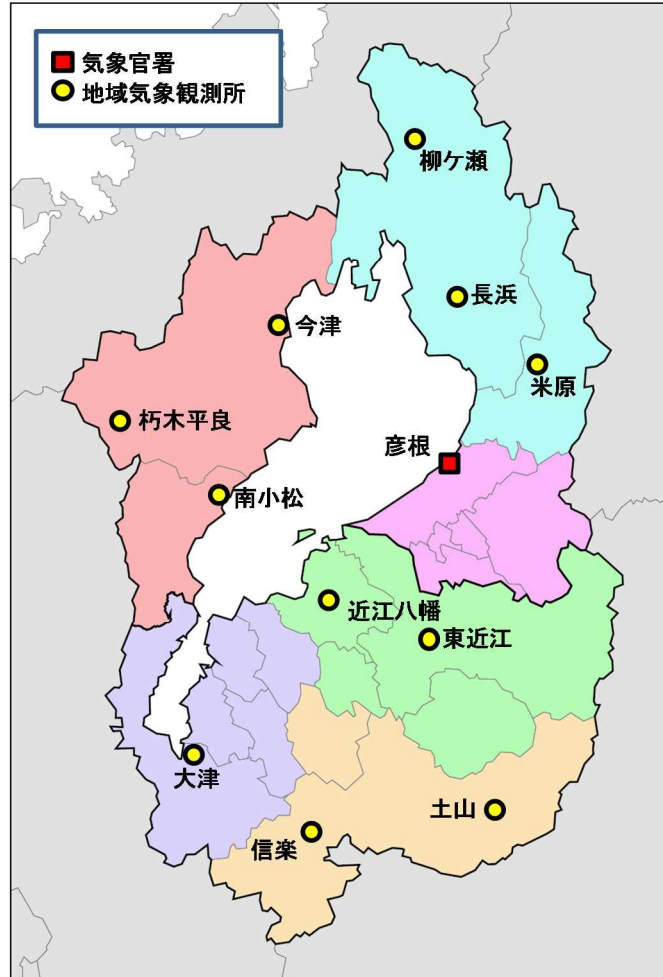 気象官署
地域気象観測所
柳ケ瀬
長浜
今津
米原
朽木平良
彦根
南小松
近江八幡
東近江
大津
土山
信楽